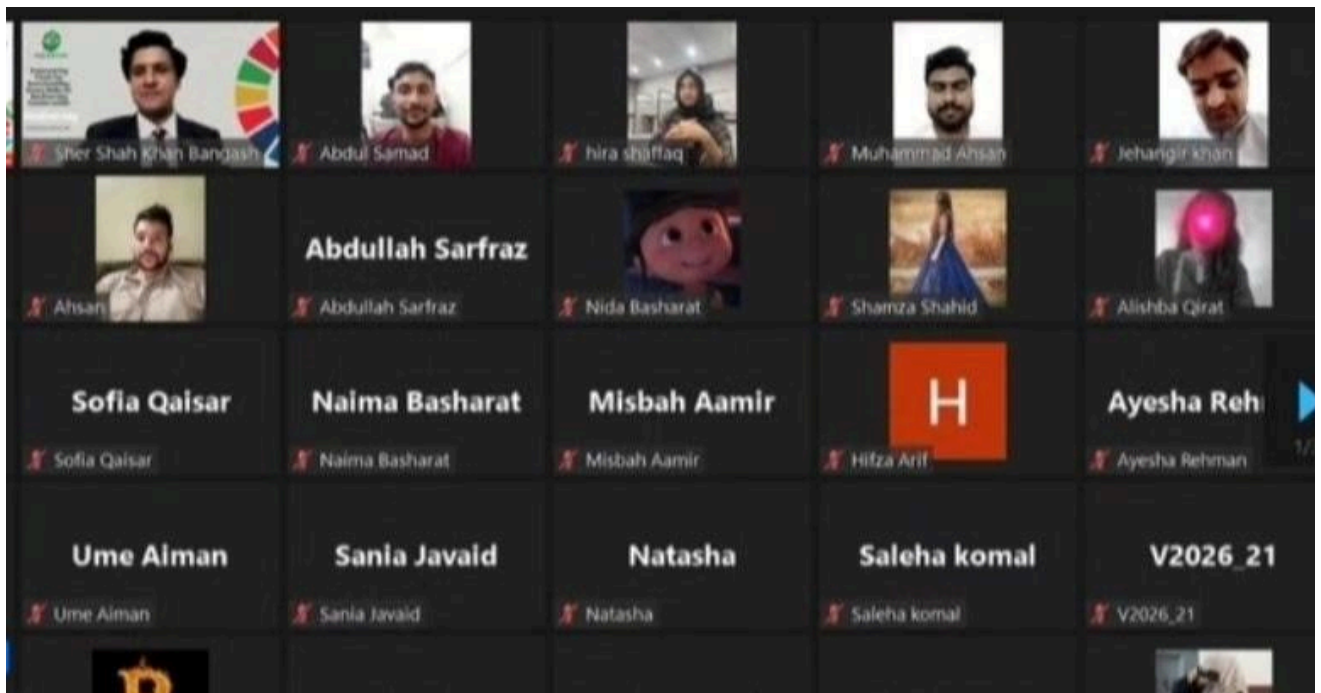 Sher Shah Khan Bangash
Abdul Samad
hira shaffaq
Muhammad Ahsan
Jehangir khan
Abdullah Sarfraz
Ahsan
Abdullah Sarfraz
Nida Basharat
Shamza Shahid
Alishba Qirat
Sofia Qaisar
Naima Basharat
Misbah Aamir
H
Ayesha Reh
Sofia Qaisar
Naima Basharat
Misbah Aamir
Hifza Arif
Ayesha Rehman
Ume Aiman
Sania Javaid
Natasha
Saleha komal
V2026_21
Ume Aiman
Sania Javaid
Natasha
Saleha komal
V2026_21